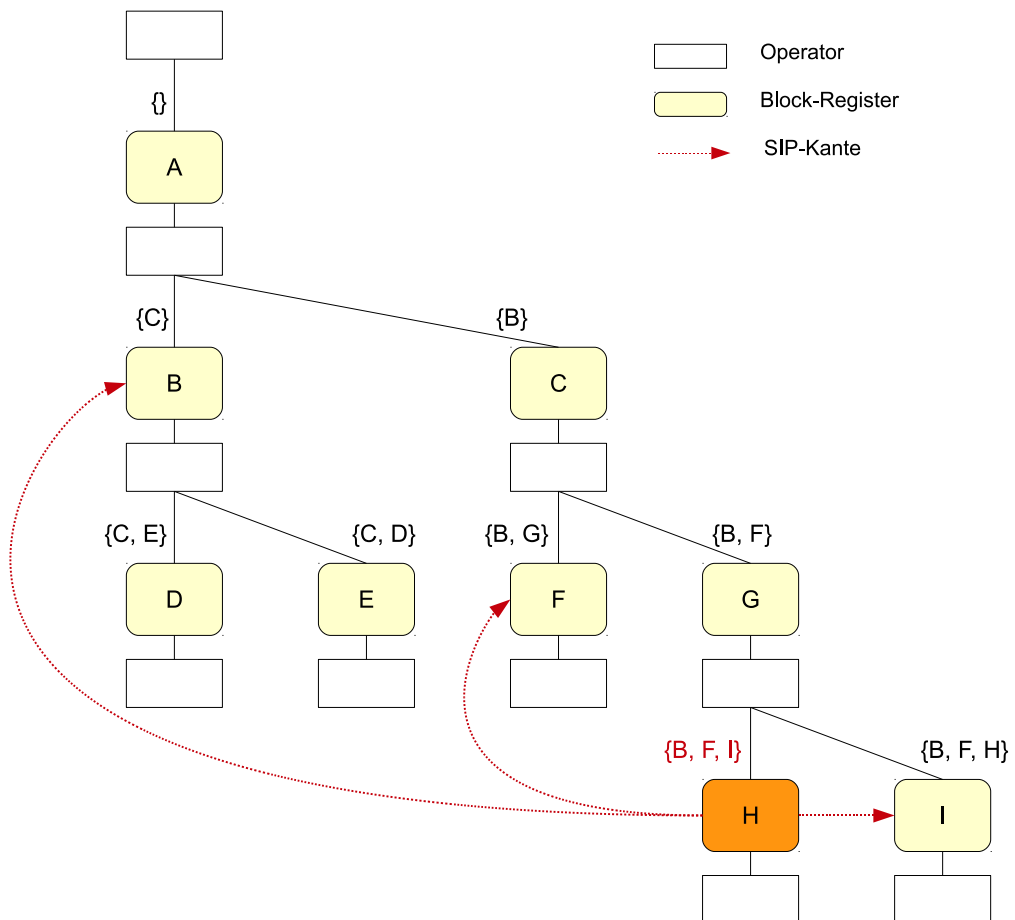 Operator
Block-Register
SIP-Kante
{}
A
{C}
{B}
B
C
{C, E}
{C, D}
{B, G}
{B, F}
D
E
F
G
{B, F, I}
{B, F, H}
H
I